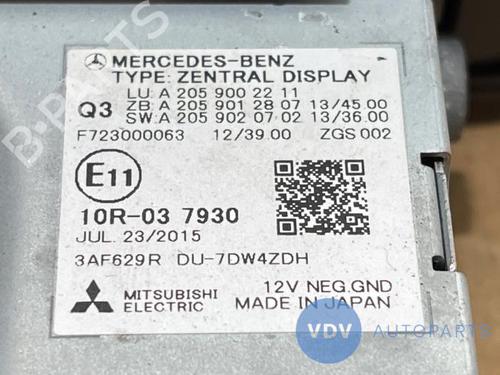 MERCEDES-BENZ
TYPE: ZENTRAL DISPLAY
LU: A 205 900 2211
Q3 ZB: A 205 901 28 07 13/45.00
SW: A 205 902 07 02 13/36.00
F723000063 12/39.00 ZGS 002
E11
10R-03 7930
JUL. 23/2015
3AF629R DU-7DW4ZDH
MITSUBISHI 12V NEG.GND
ELECTRIC MADE IN JAPAN
VDV AUTOPARTS
B-PARTS